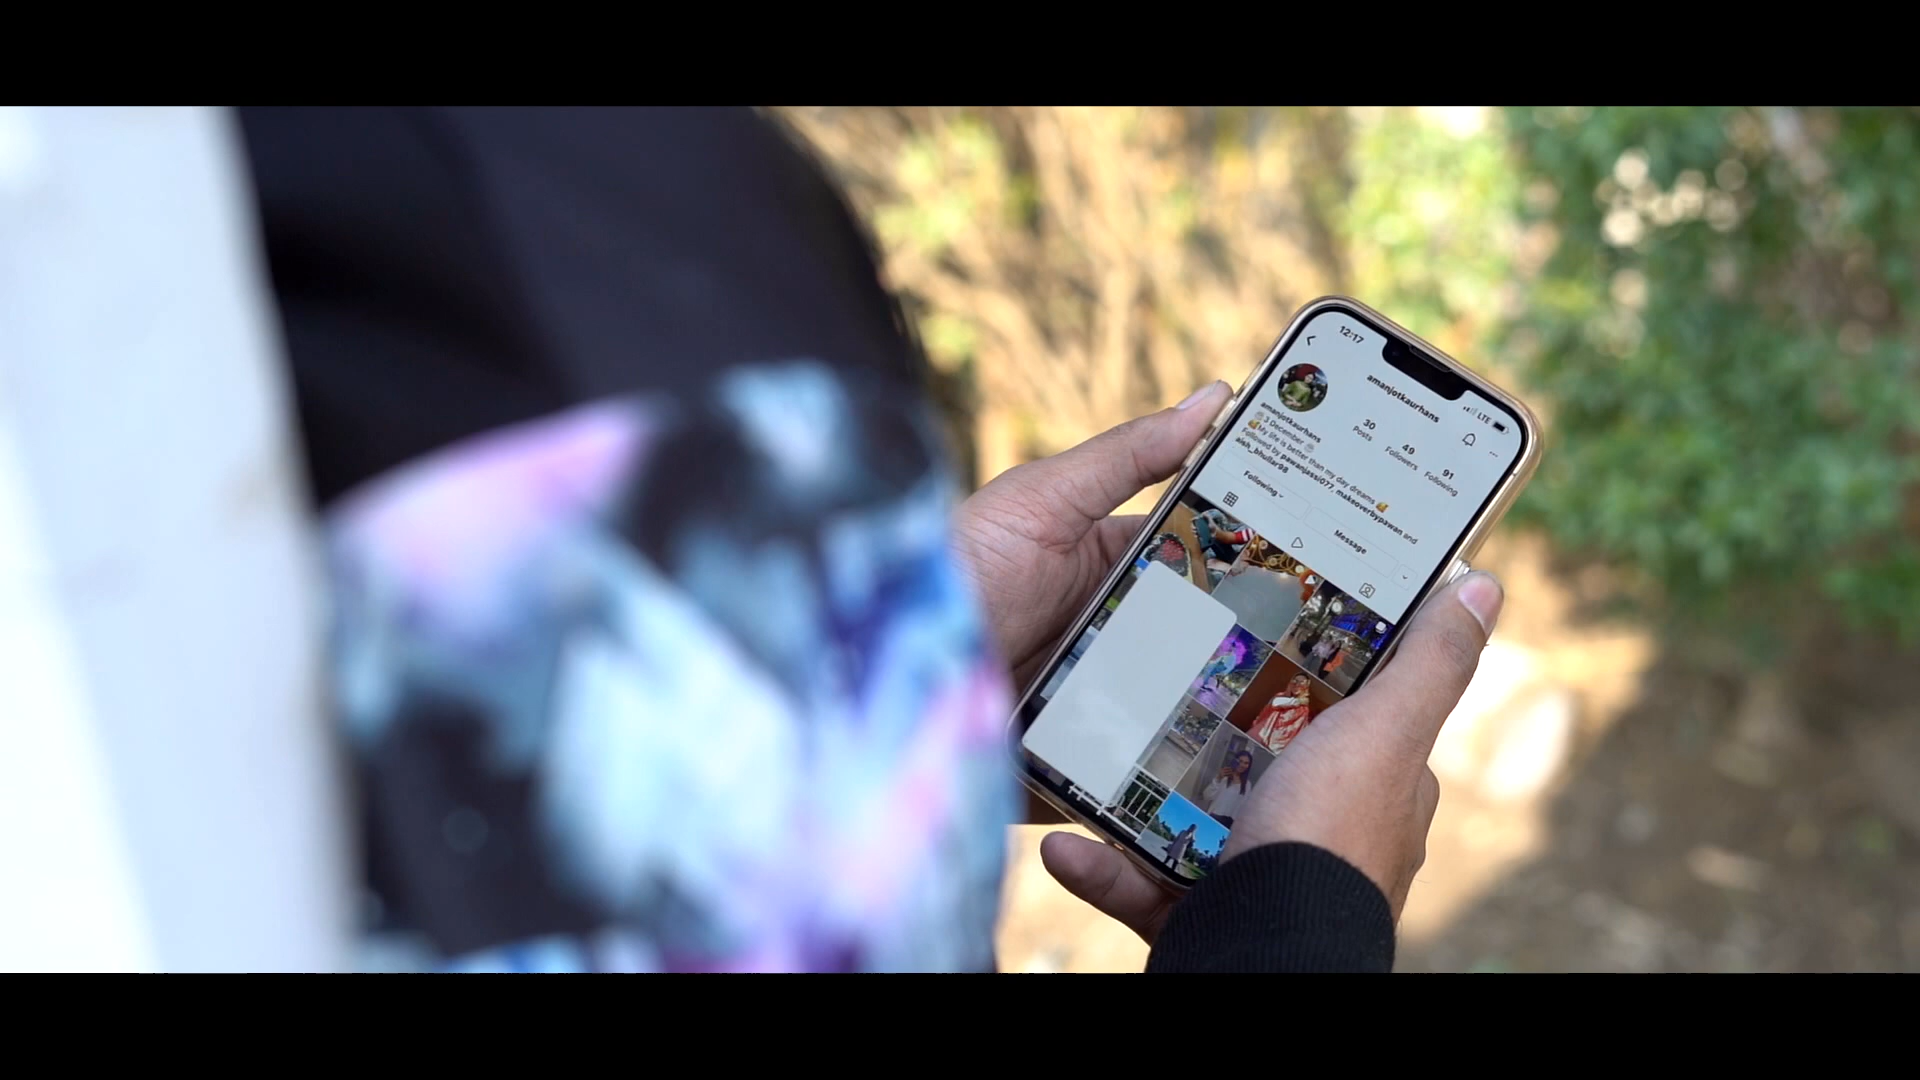 12:17
LTE
amanjotkaurhans
30 Posts
49 Followers
91 Following
amanjotkaurhans
3 December
My life is better than my day dreams
Followed by pawanjassi077, makeoverbypawan and
aish_bhullar98
Following
Message